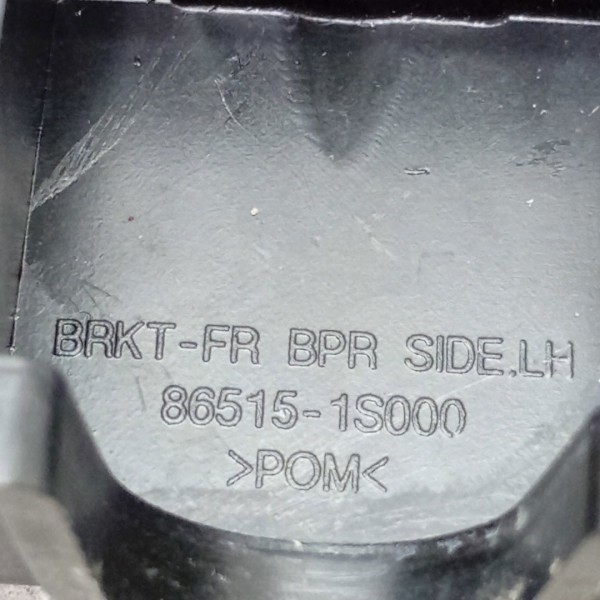 BRKT-FR BPR SIDE.LH
86515-1S000
>POM<